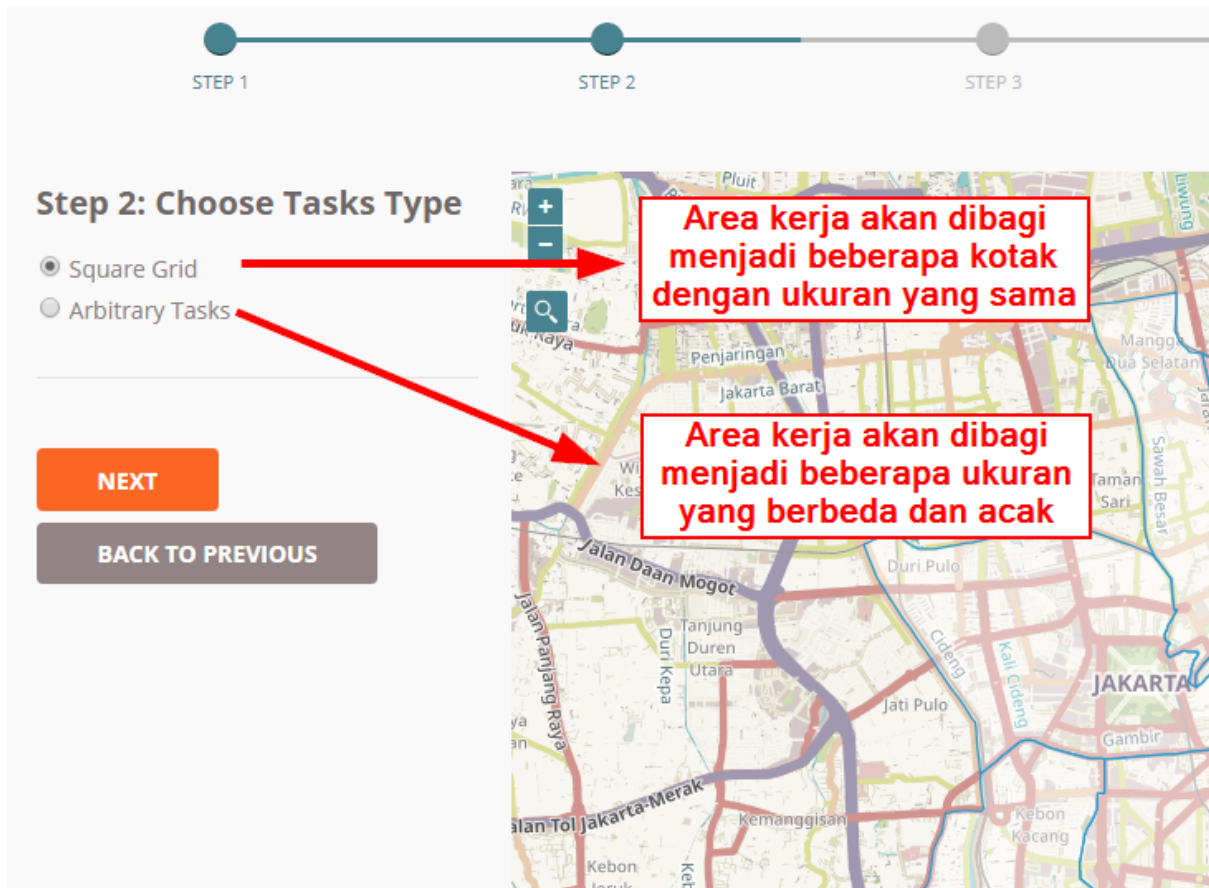 STEP 1
STEP 2
STEP 3
Step 2: Choose Tasks Type
Square Grid
Arbitrary Tasks
NEXT
BACK TO PREVIOUS
Pluit
Liwung
+
−
Area kerja akan dibagi
menjadi beberapa kotak
dengan ukuran yang sama
Raya
Penjaringan
Mangga
Dua Selatan
Jakarta Barat
Area kerja akan dibagi
menjadi beberapa ukuran
yang berbeda dan acak
Taman
Sari
Sawah Besar
Jalan Daan Mogot
Duri Pulo
Jalan Panjang Raya
Tanjung
Duren
Utara
Duri Kepa
Cideng
Kali Cideng
JAKARTA
Jati Pulo
Gambir
alan Tol Jakarta-Merak
Kemanggisan
Kebon
Kacang
Kebon